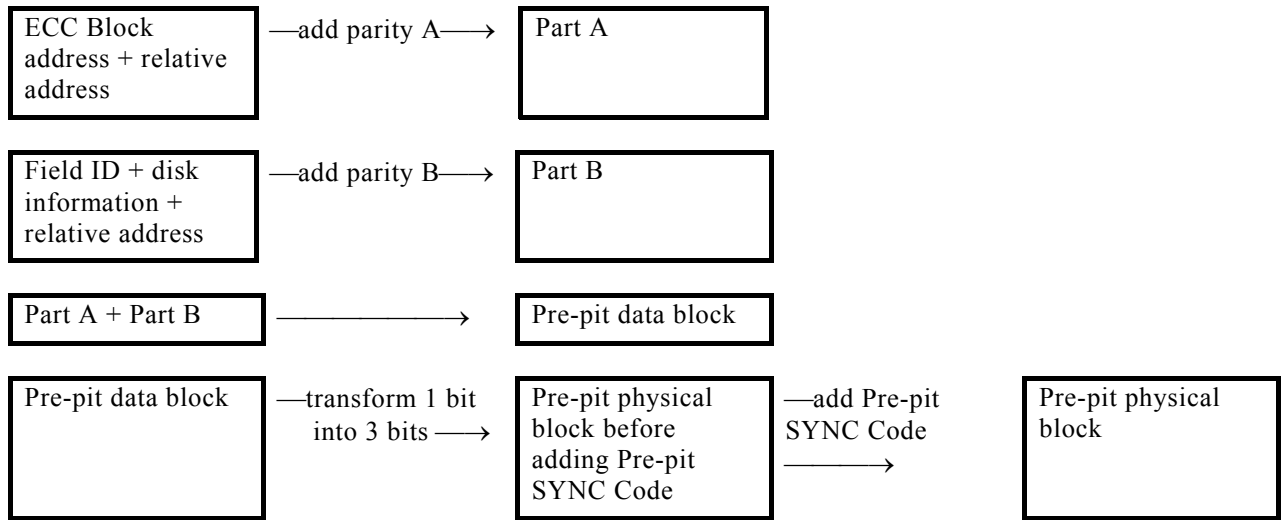 ECC Block
address + relative
address
—add parity A—→
Part A
Field ID + disk
information +
relative address
—add parity B—→
Part B
Part A + Part B
Pre-pit data block
Pre-pit data block
—transform 1 bit
into 3 bits —→
Pre-pit physical
block before
adding Pre-pit
SYNC Code
—add Pre-pit
SYNC Code
Pre-pit physical
block